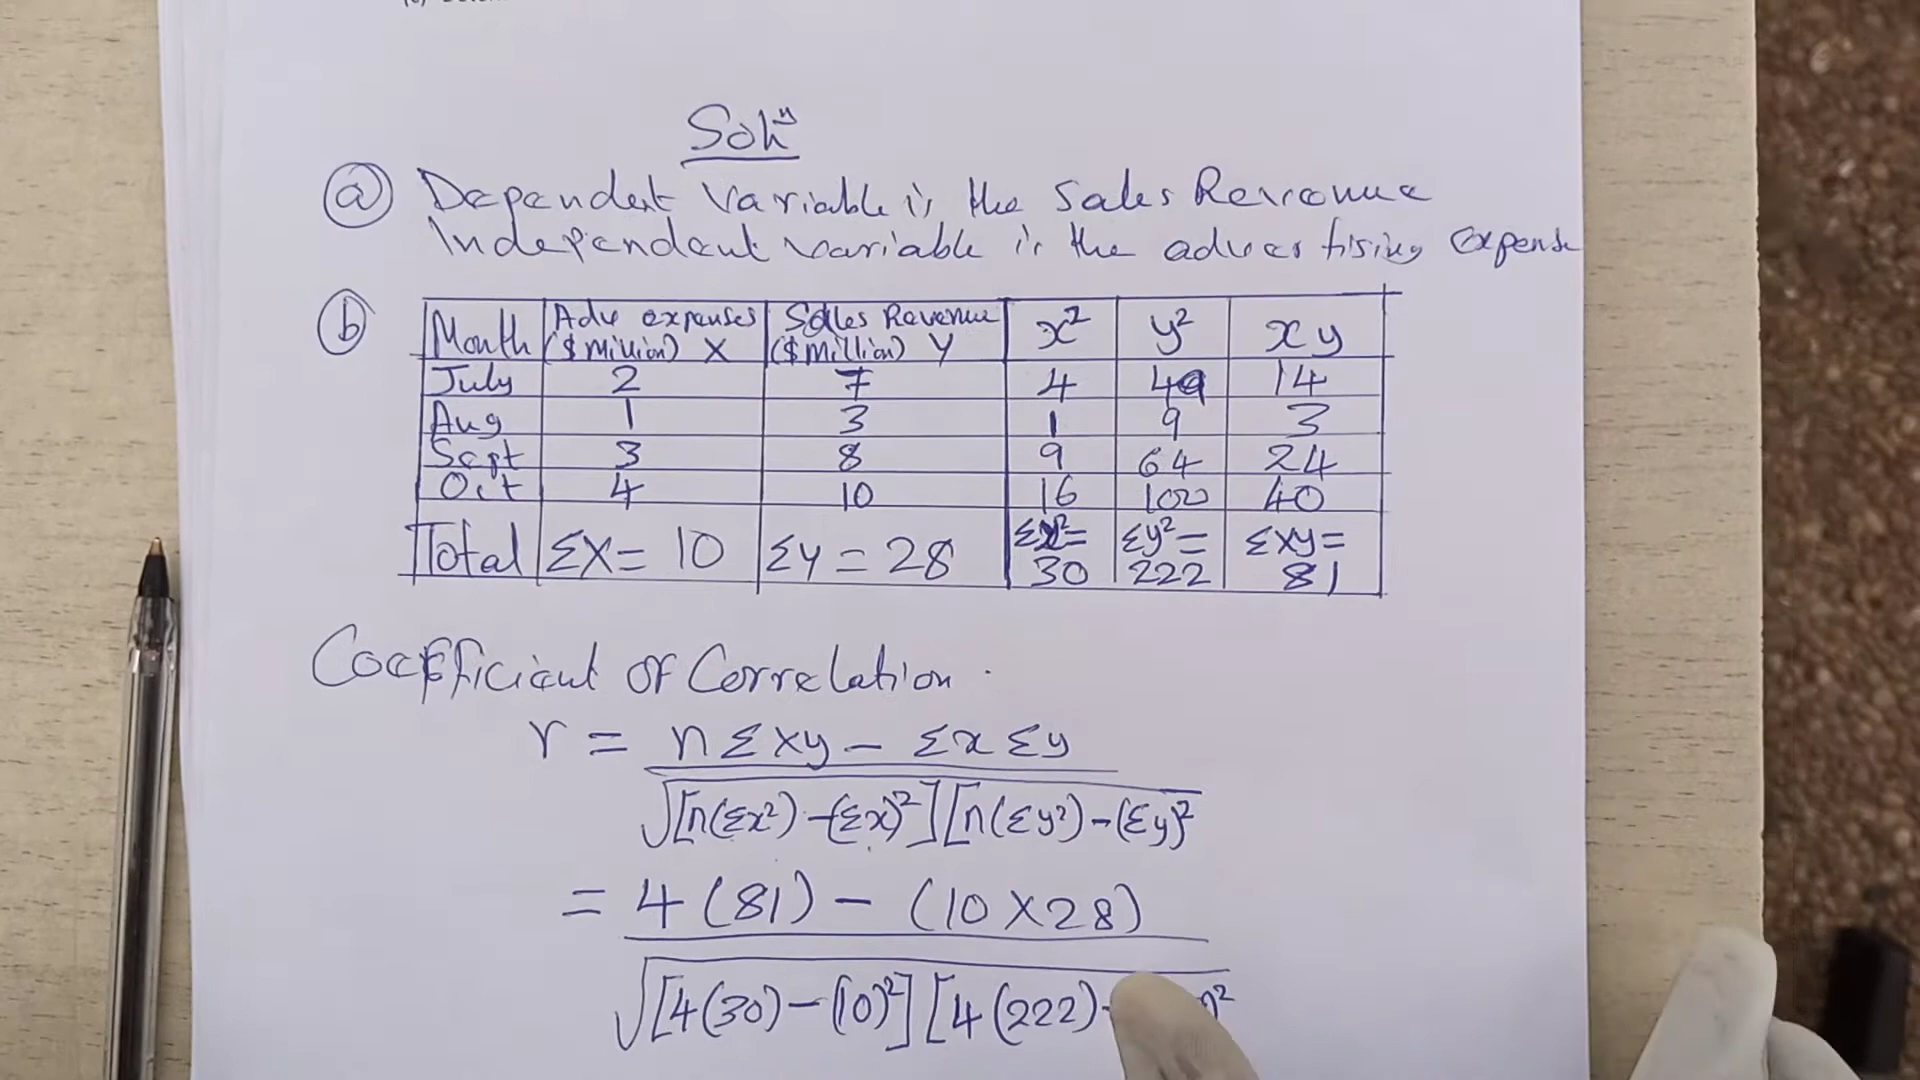 Solⁿ
(a) Dependent variable is the Sales Revenue
Independent variable is the advertising expense
(b)
Month | Adv expenses ($ Million) X | Sales Revenue ($ Million) Y | x² | y² | xy
July | 2 | 7 | 4 | 49 | 14
Aug | 1 | 3 | 1 | 9 | 3
Sept | 3 | 8 | 9 | 64 | 24
Oct | 4 | 10 | 16 | 100 | 40
Total | ΣX = 10 | Σy = 28 | Σx² = 30 | Σy² = 222 | Σxy = 81
Coefficient of Correlation.
r = nΣxy - Σx Σy
√[n(Σx²) - (Σx)²][n(Σy²) - (Σy)²
= 4(81) - (10 × 28)
√[4(30) - (10)²][4(222) - )²